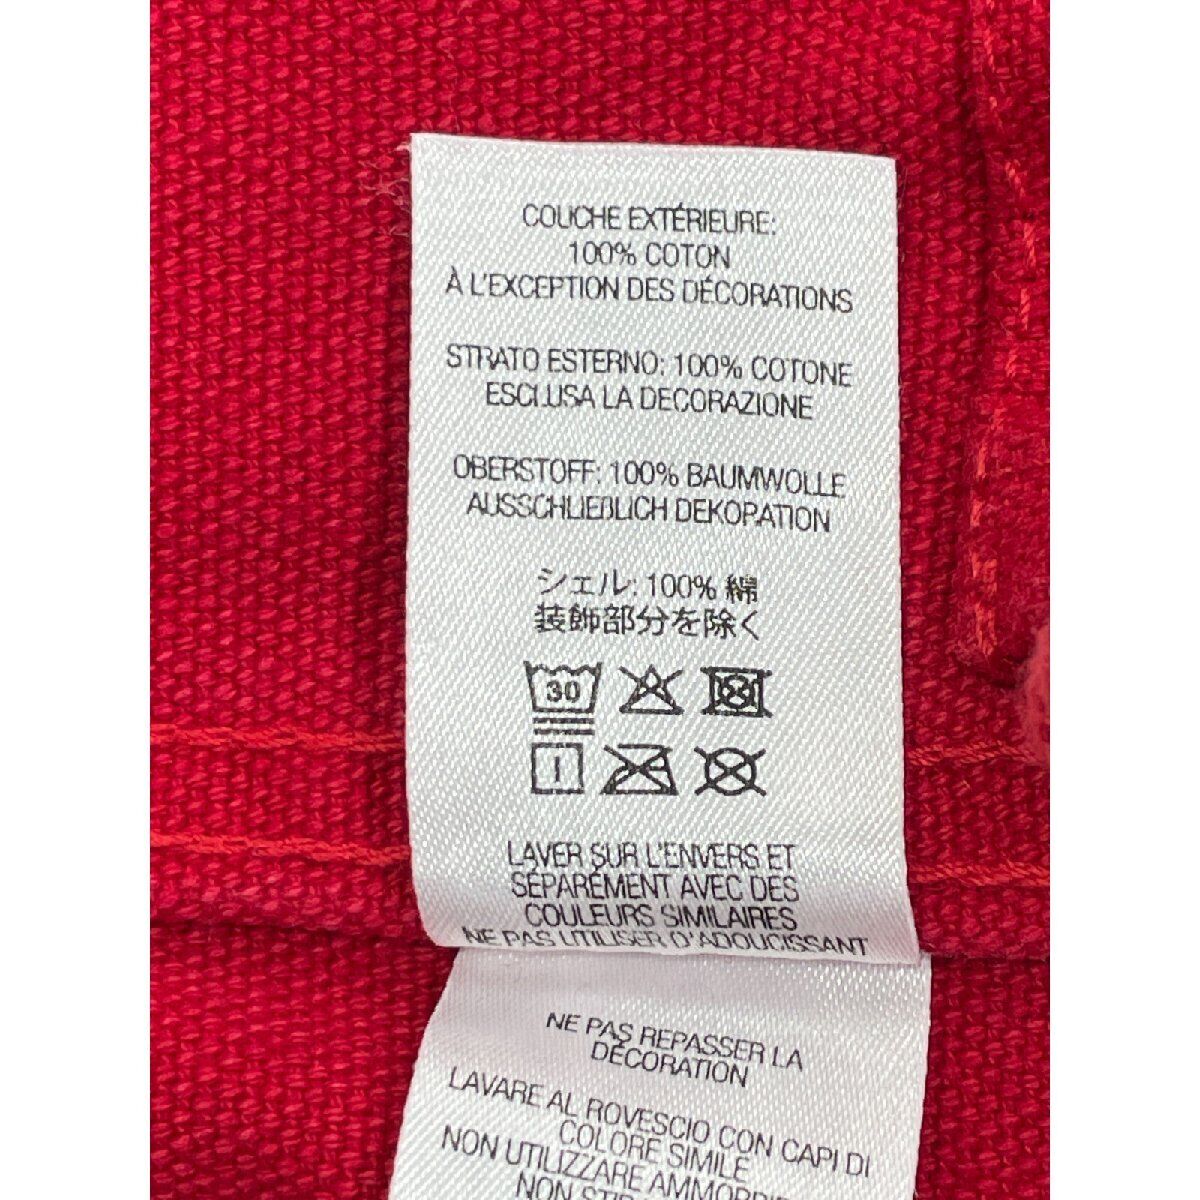 COUCHE EXTÉRIEURE:
100% COTON
À L'EXCEPTION DES DÉCORATIONS
STRATO ESTERNO: 100% COTONE
ESCLUSA LA DECORAZIONE
OBERSTOFF: 100% BAUMWOLLE
AUSSCHLIEßLICH DEKOPATION
シェル: 100% 綿
装飾部分を除く
30
LAVER SUR L'ENVERS ET
SÉPARÉMENT AVEC DES
COULEURS SIMILAIRES
NE PAS UTILISER D'ADOUCISSANT
NE PAS REPASSER LA
DÉCORATION
LAVARE AL ROVESCIO CON CAPI DI
COLORE SIMILE
NON UTILIZZARE
NON